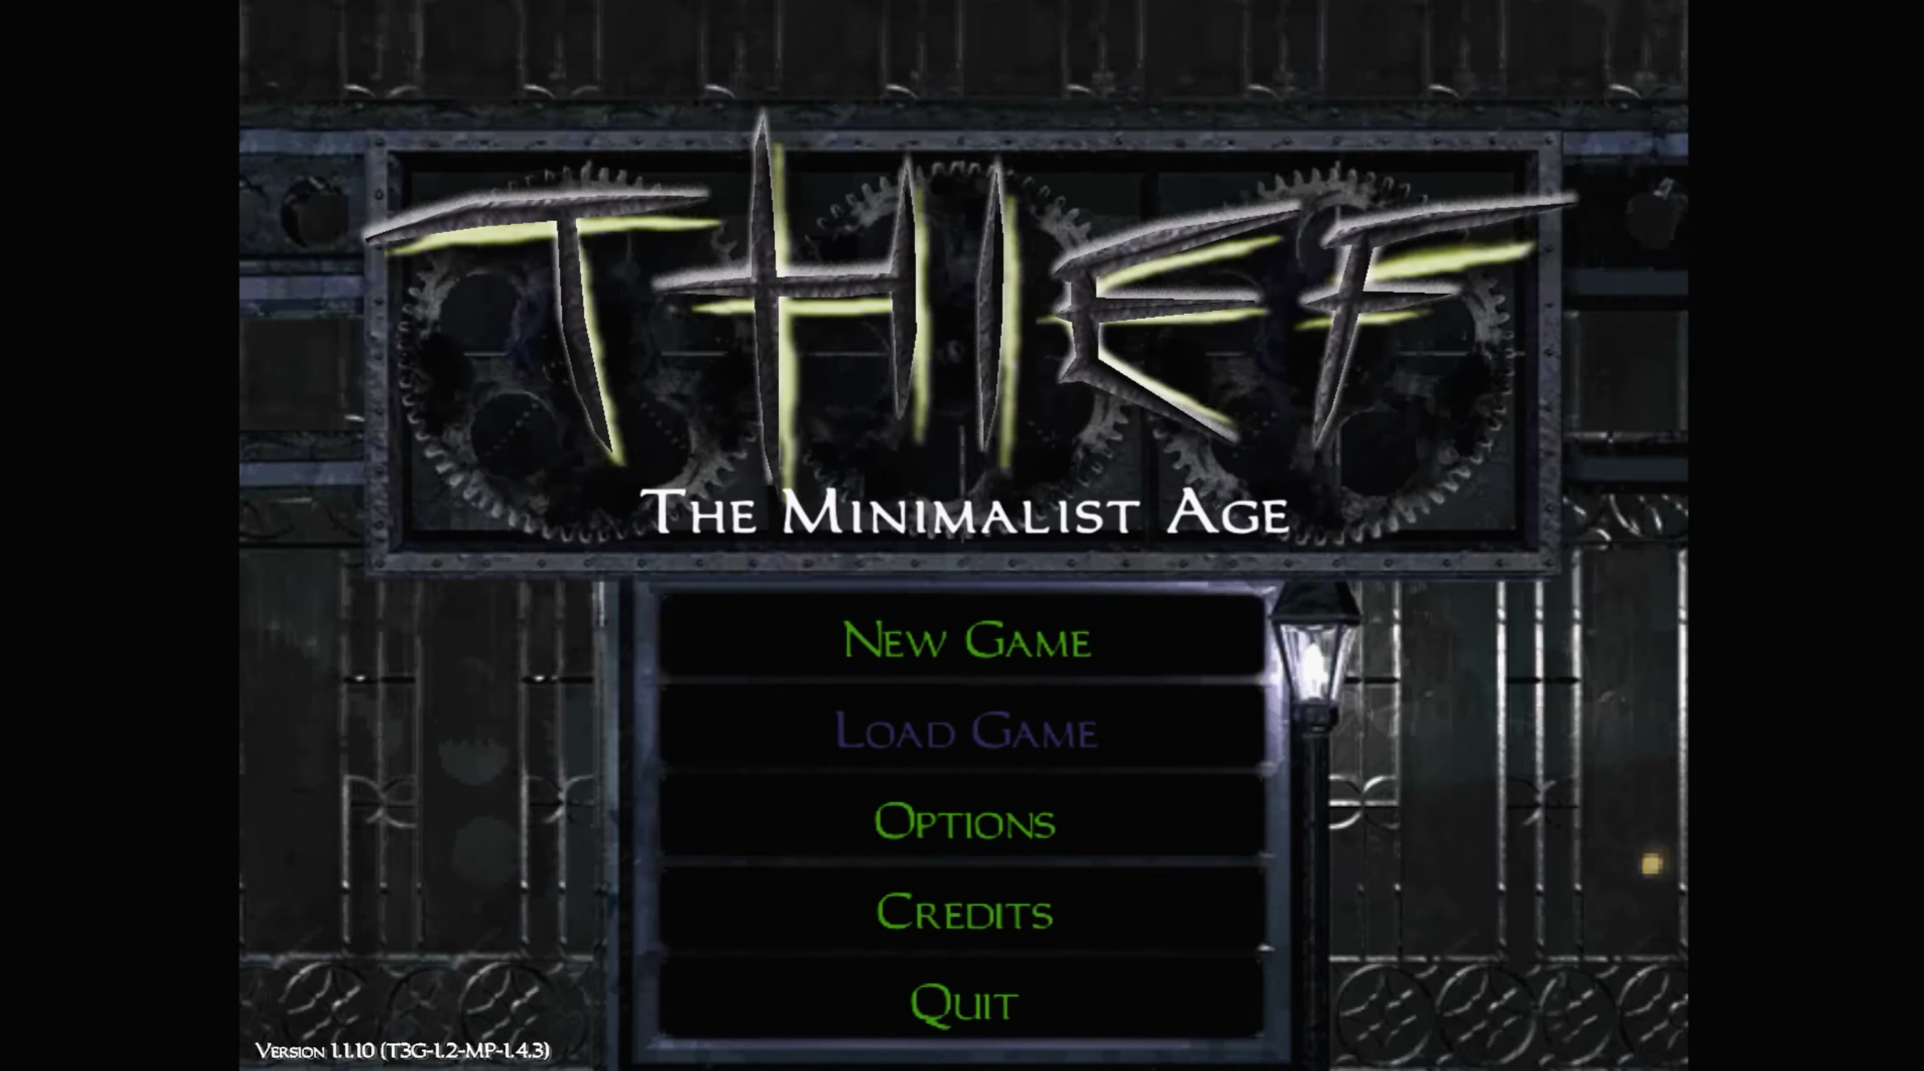 THIEF
THE MINIMALIST AGE
NEW GAME
LOAD GAME
OPTIONS
CREDITS
QUIT
VERSION 1.1.10 (T3G-1.2-MP-1.4.3)